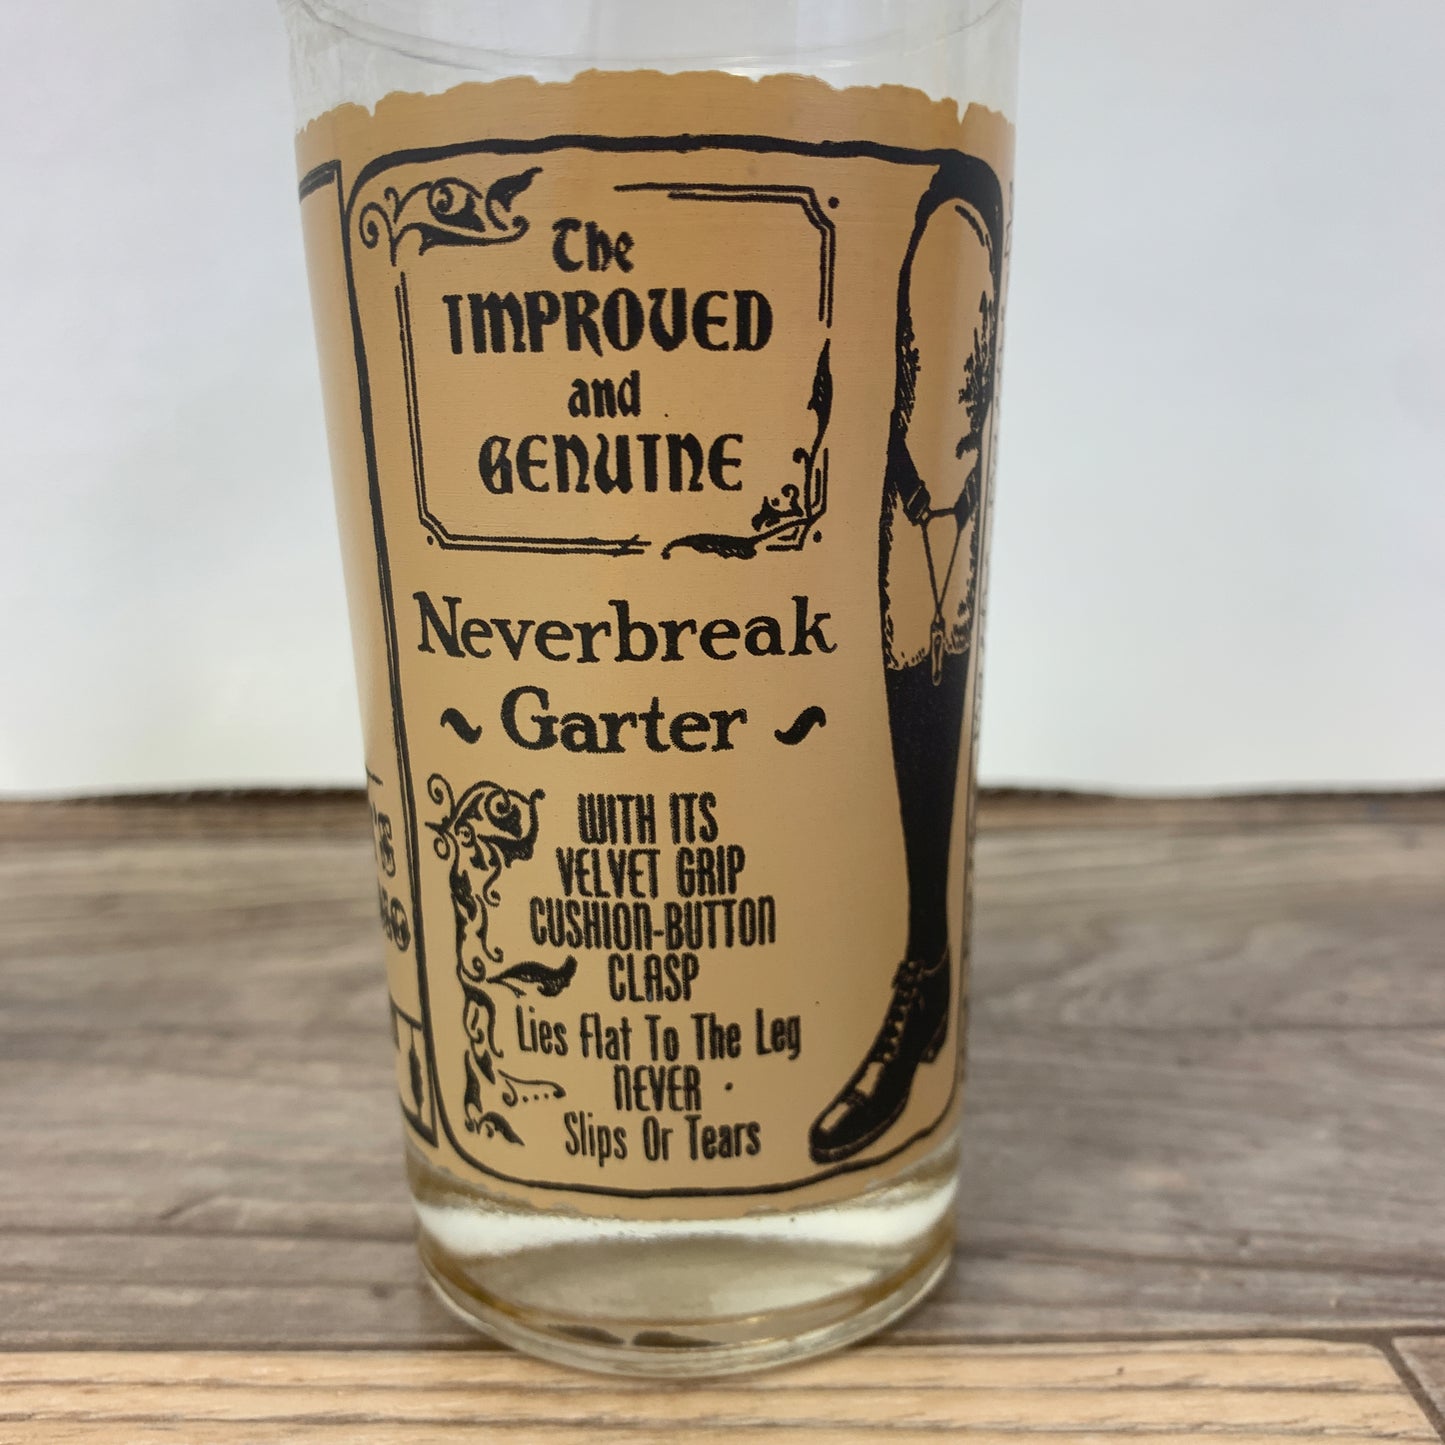 The
IMPROVED
and
GENUINE
Neverbreak
~ Garter ~
WITH ITS
VELVET GRIP
CUSHION-BUTTON
CLASP
Lies Flat To The Leg
NEVER
Slips Or Tears